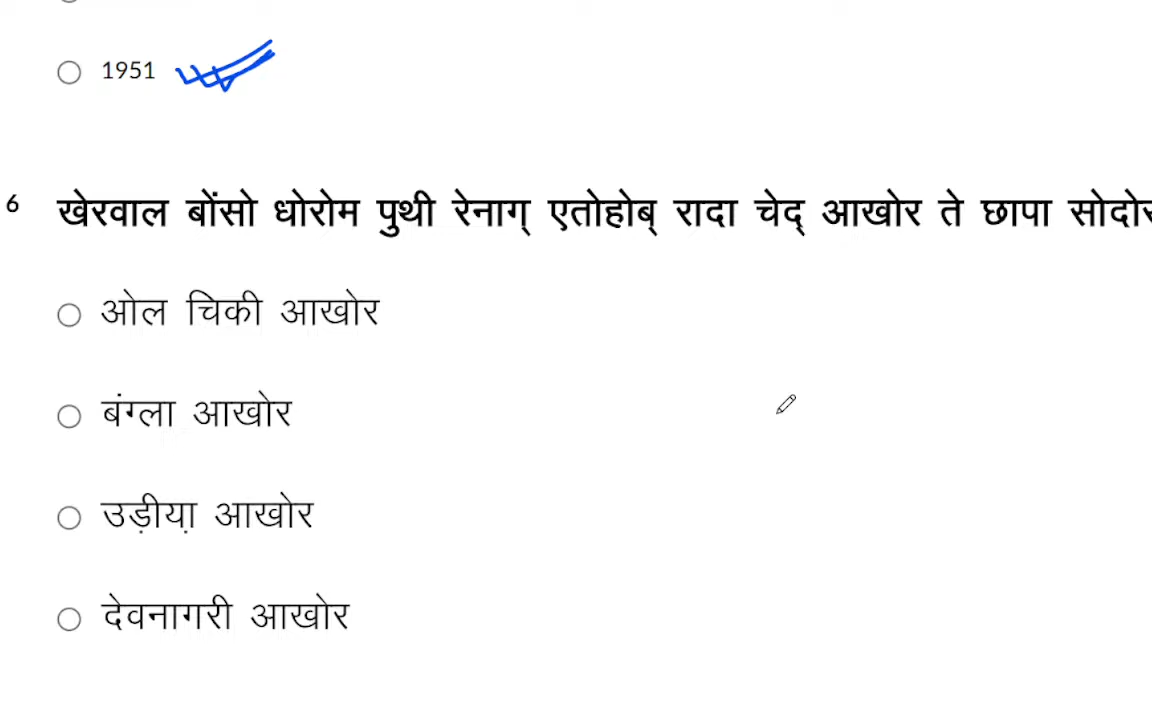 1951
6 खेरवाल बोंसो धोरोम पुथी रेनाग् एतोहोब् रादा चेद् आखोर ते छापा
ओल चिकी आखोर
बंग्ला आखोर
उड़ीया़ आखोर
देवनागरी आखोर